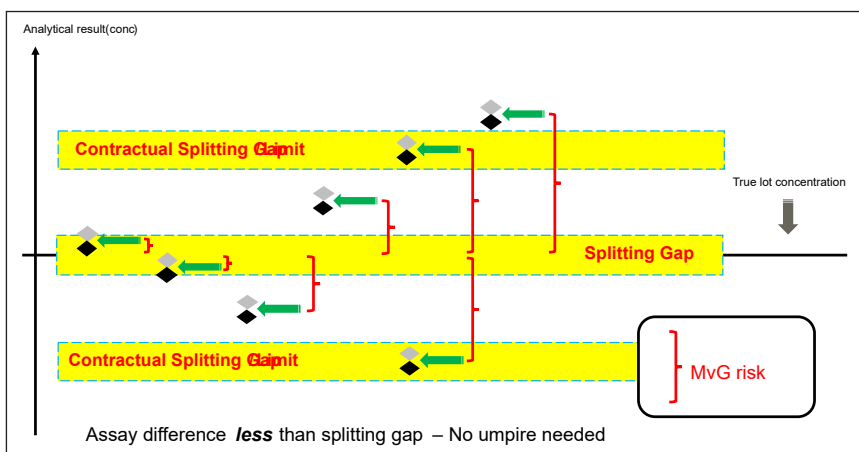 Analytical result(conc)
Contractual Splitting Limit
True lot concentration
Splitting Gap
Contractual Splitting Limit
MvG risk
Assay difference less than splitting gap – No umpire needed